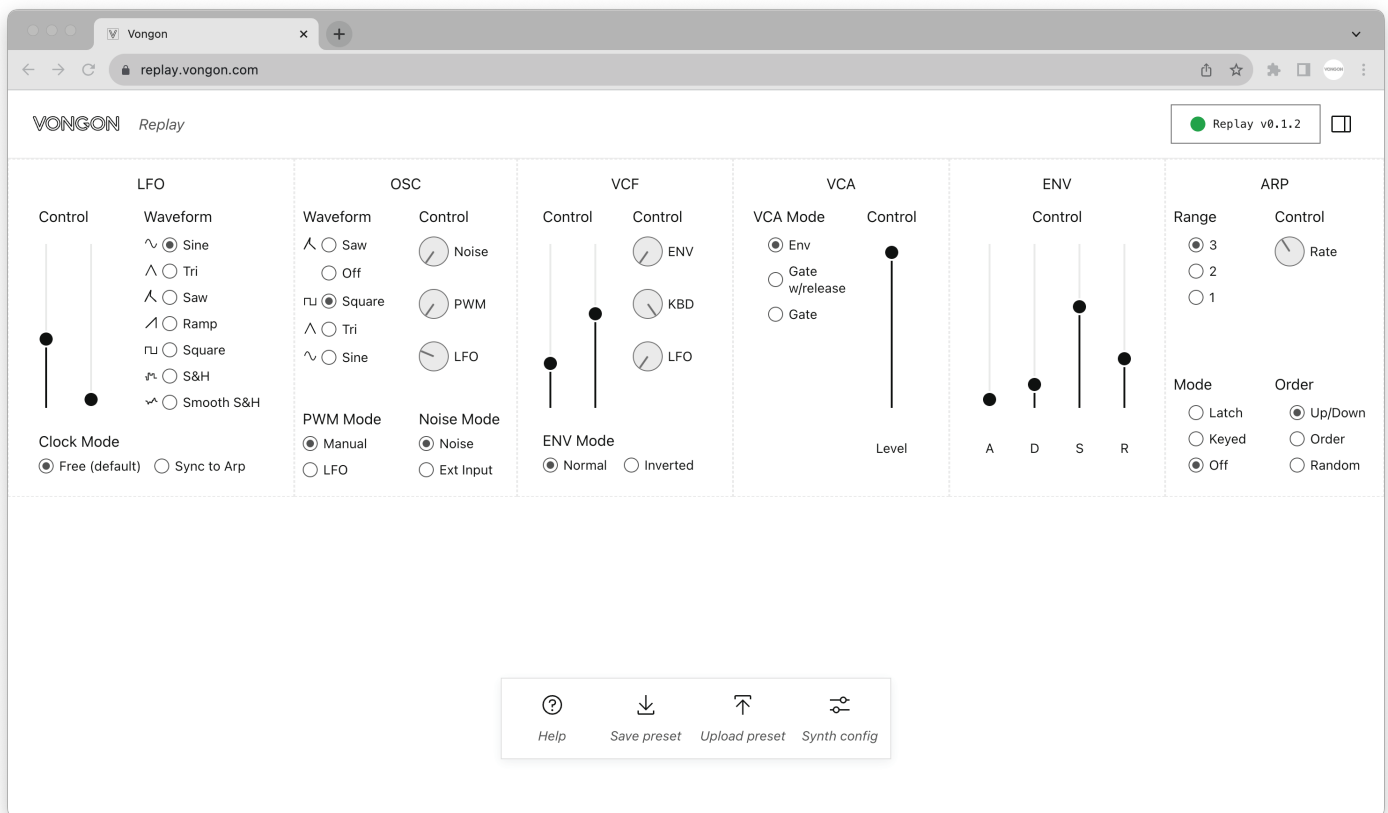 Vongon
replay.vongon.com
VONGON
VONGON Replay
Replay v0.1.2
LFO
Control
Waveform
Sine
Tri
Saw
Ramp
Square
S&H
Smooth S&H
Clock Mode
Free (default)
Sync to Arp
OSC
Waveform
Saw
Off
Square
Tri
Sine
Control
Noise
PWM
LFO
PWM Mode
Manual
LFO
Noise Mode
Noise
Ext Input
VCF
Control
Control
ENV
KBD
LFO
ENV Mode
Normal
Inverted
VCA
VCA Mode
Env
Gate
w/release
Gate
Control
Level
ENV
Control
A D S R
ARP
Range
3
2
1
Control
Rate
Mode
Latch
Keyed
Off
Order
Up/Down
Order
Random
Help
Save preset
Upload preset
Synth config